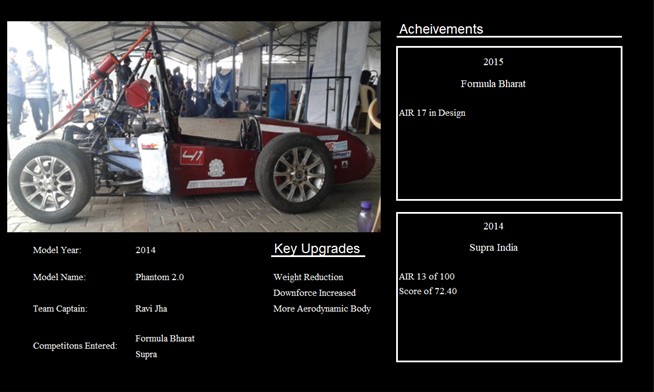 Acheivements
2015
Formula Bharat
AIR 17 in Design
2014
Supra India
AIR 13 of 100
Score of 72.40
41
Model Year: 2014
Model Name: Phantom 2.0
Team Captain: Ravi Jha
Competitons Entered: Formula Bharat
Supra
Key Upgrades
Weight Reduction
Downforce Increased
More Aerodynamic Body